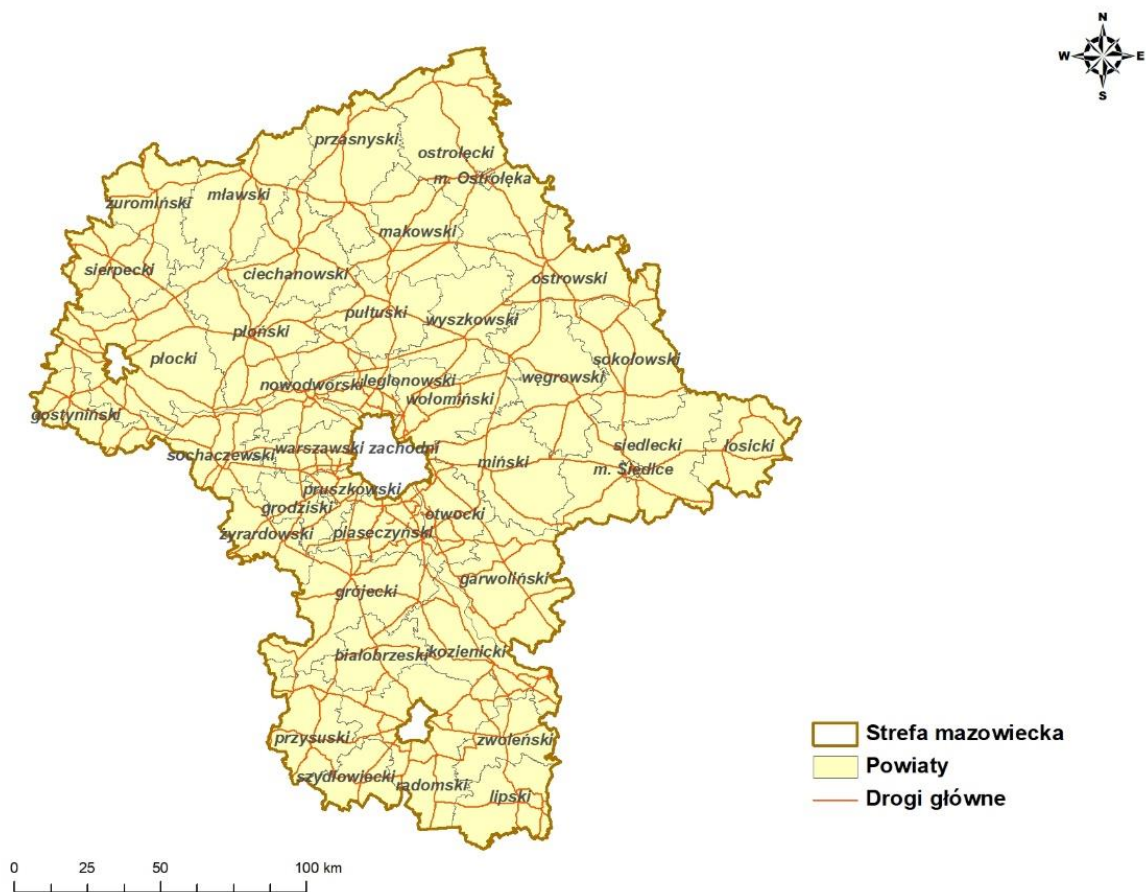 N
W E
S
przasnyski
ostrołęcki
m. Ostrołęka
żuromiński
mławski
makowski
sierpecki
ciechanowski
ostrowski
pułtuski
wyszkowski
płoński
płocki
sokołowski
węgrowski
nowodworski
legionowski
wołomiński
gostyniński
sochaczewski
warszawski zachodni
miński
siedlecki
łosicki
m. Siedlce
pruszkowski
grodziski
otwocki
żyrardowski
piaseczyński
garwoliński
grójecki
białobrzeski
kozienicki
przysuski
zwoleński
szydłowiecki
radomski
lipski
Strefa mazowiecka
Powiaty
Drogi główne
0 25 50 100 km